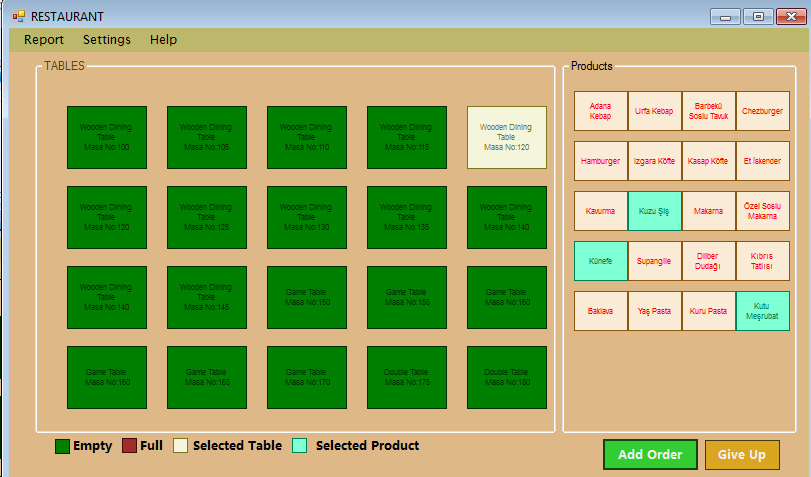 RESTAURANT
Report Settings Help
TABLES
Wooden Dining
Table
Masa No:100
Wooden Dining
Table
Masa No:105
Wooden Dining
Table
Masa No:110
Wooden Dining
Table
Masa No:115
Wooden Dining
Table
Masa No:120
Wooden Dining
Table
Masa No:120
Wooden Dining
Table
Masa No:125
Wooden Dining
Table
Masa No:130
Wooden Dining
Table
Masa No:135
Wooden Dining
Table
Masa No:140
Wooden Dining
Table
Masa No:140
Wooden Dining
Table
Masa No:145
Game Table
Masa No:150
Game Table
Masa No:155
Game Table
Masa No:160
Game Table
Masa No:160
Game Table
Masa No:165
Game Table
Masa No:170
Double Table
Masa No:175
Double Table
Masa No:180
Empty Full Selected Table Selected Product
Products
Adana
Kebap
Urfa Kebap
Barbekü
Soslu Tavuk
Chezburger
Hamburger
Izgara Köfte
Kasap Köfte
Et İskender
Kavurma
Kuzu Şiş
Makarna
Özel Soslu
Makarna
Künefe
Supangile
Dilber
Dudağı
Kıbrıs
Tatlısı
Baklava
Yaş Pasta
Kuru Pasta
Kutu
Meşrubat
Add Order Give Up